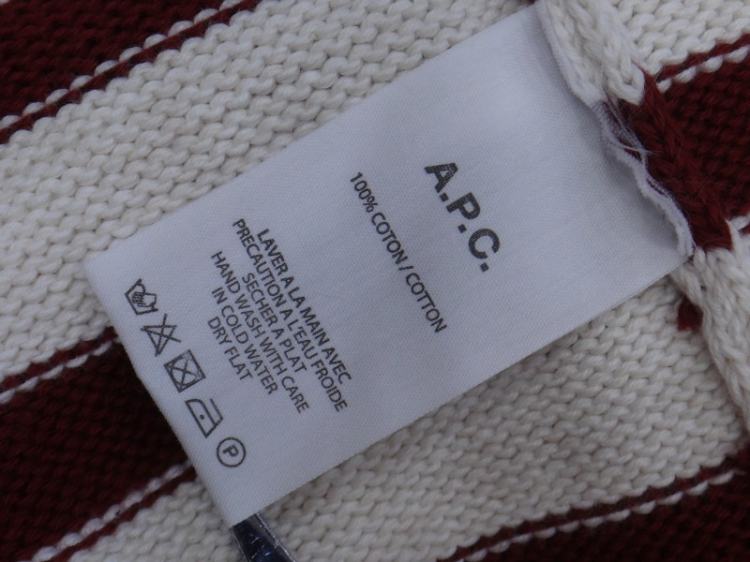 A.P.C.
100% COTON / COTTON
LAVER A LA MAIN AVEC
PRECAUTION A L'EAU FROIDE
SECHER A PLAT
HAND WASH WITH CARE
IN COLD WATER
DRY FLAT
P